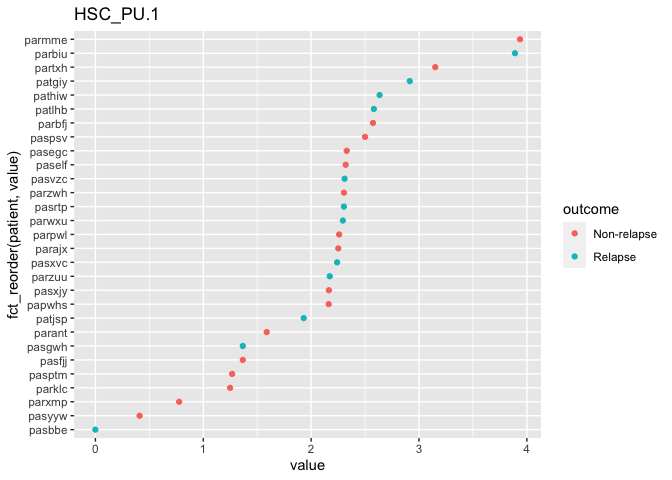 HSC_PU.1
fct_reorder(patient, value)
parmme
parbiu
partxh
patgiy
pathiw
patlhb
parbfj
paspsv
pasegc
paself
pasvzc
parzwh
pasrtp
parwxu
parpwl
parajx
pasxvc
parzuu
pasxjy
papwhs
patjsp
parant
pasgwh
pasfjj
pasptm
parklc
parxmp
pasyyw
pasbbe
0 1 2 3 4
value
outcome
Non-relapse
Relapse